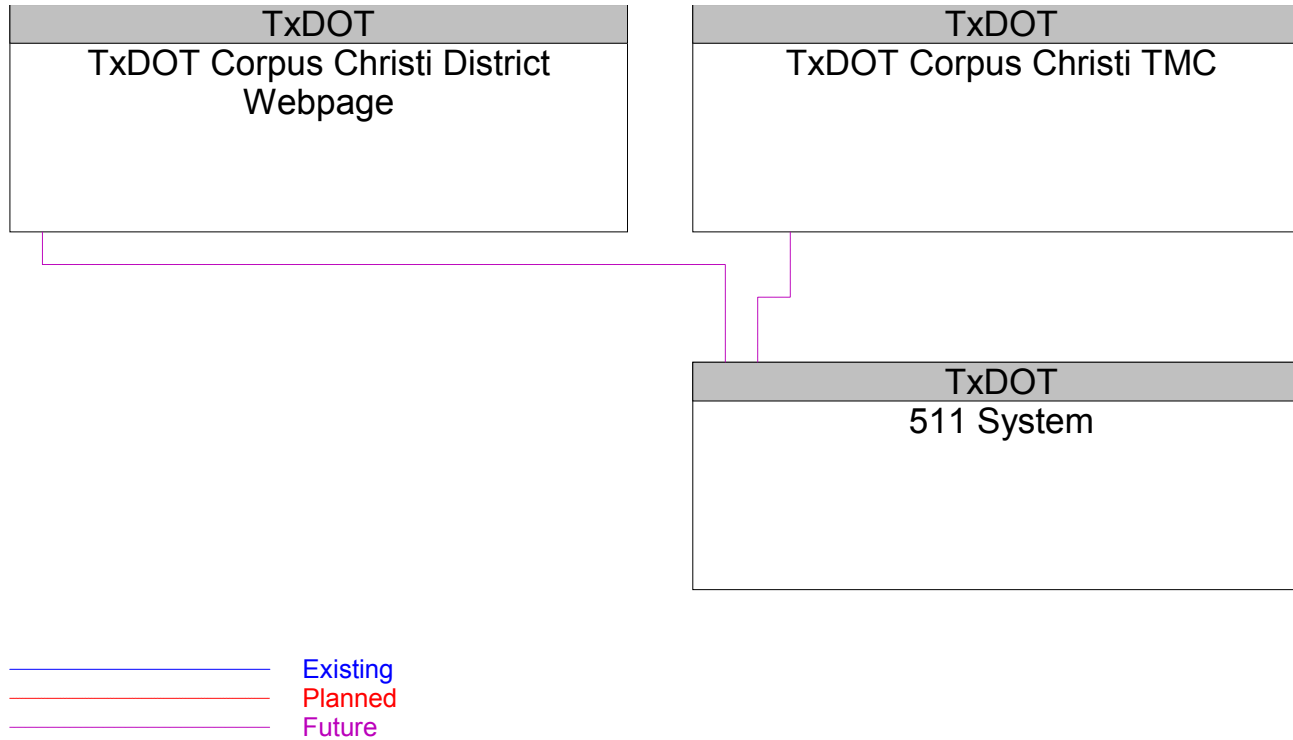 TxDOT
TxDOT Corpus Christi District
Webpage
TxDOT
TxDOT Corpus Christi TMC
TxDOT
511 System
Existing
Planned
Future